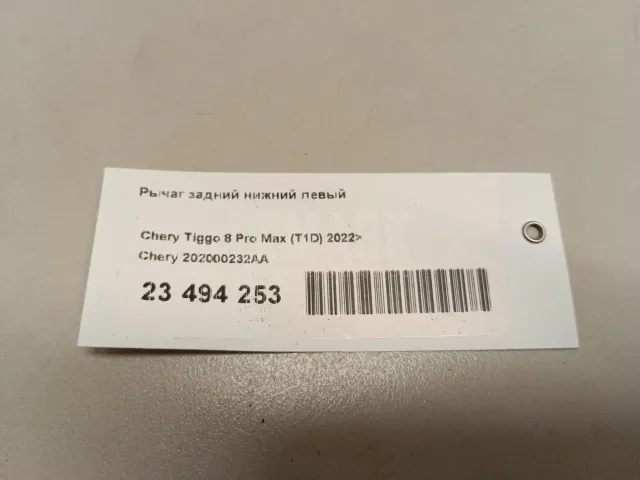 Рычаг задний нижний левый
Chery Tiggo 8 Pro Max (T1D) 2022>
Chery 202000232AA
23 494 253